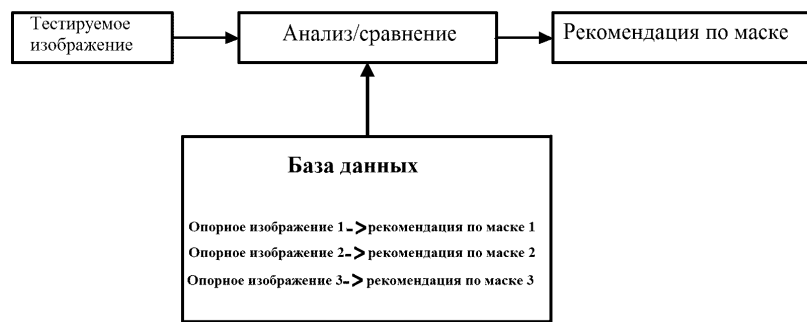 Тестируемое
изображение
Анализ/сравнение
Рекомендация по маске
База данных
Опорное изображение 1->рекомендация по маске 1
Опорное изображение 2->рекомендация по маске 2
Опорное изображение 3->рекомендация по маске 3